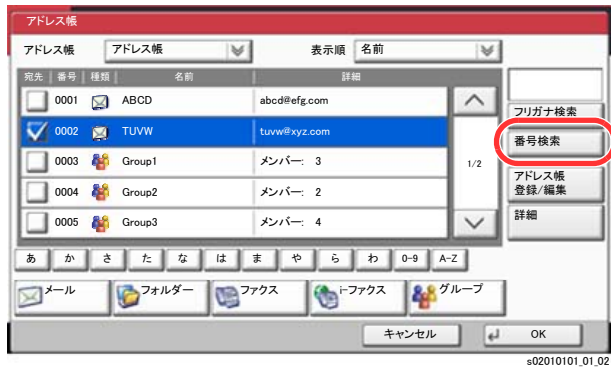 アドレス帳
アドレス帳 アドレス帳 表示順 名前
宛先 番号 種類 名前 詳細
0001 ABCD abcd@efg.com
0002 TUVW tuvw@xyz.com
0003 Group1 メンバー: 3
0004 Group2 メンバー: 2
0005 Group3 メンバー: 4
1/2
フリガナ検索
番号検索
アドレス帳
登録/編集
詳細
あ か さ た な は ま や ら わ 0-9 A-Z
メール フォルダー ファクス i-ファクス グループ
キャンセル OK
s02010101_01_02